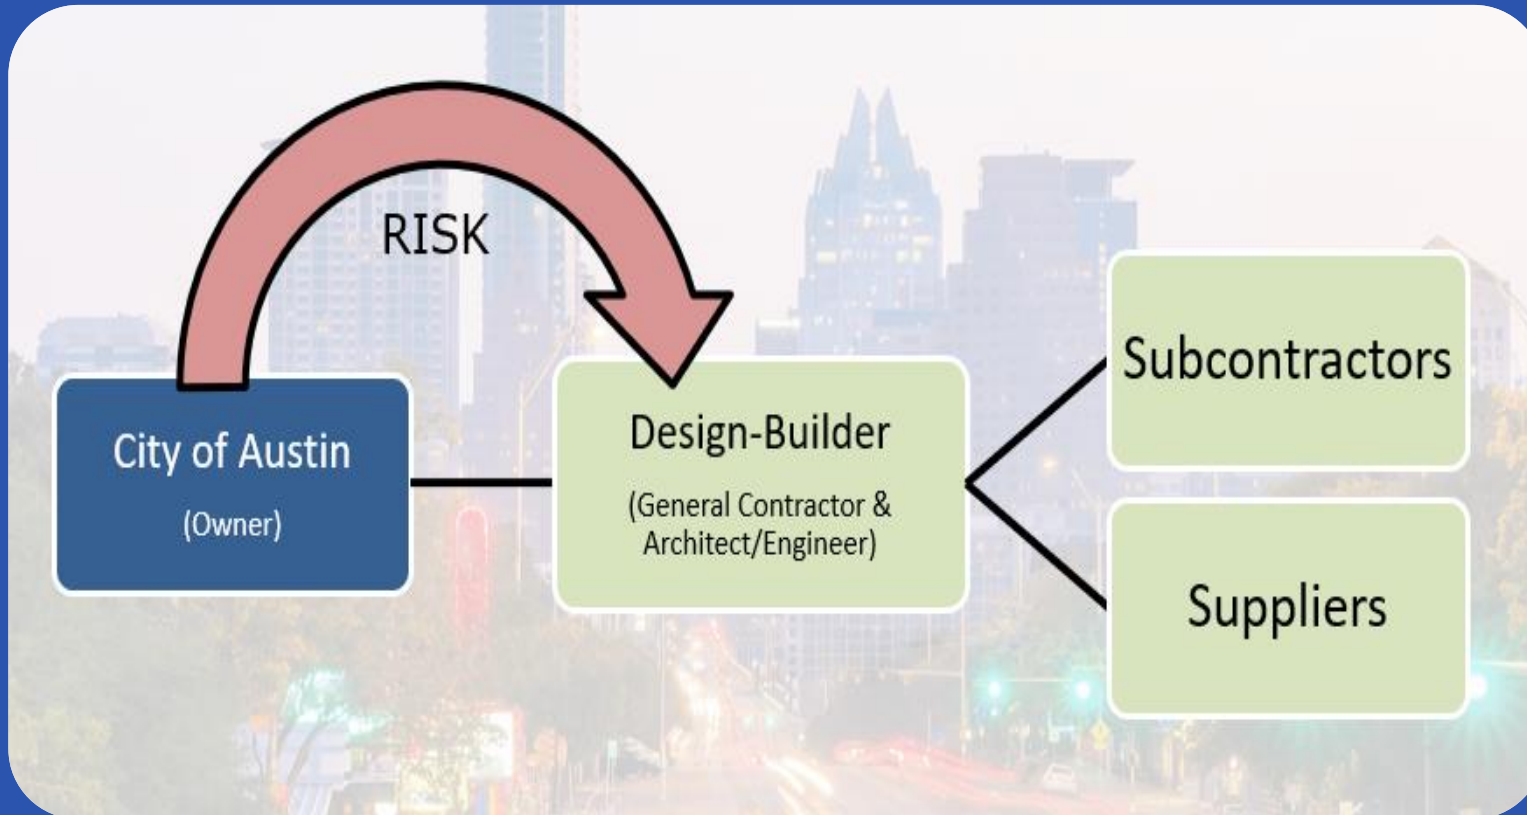 RISK
City of Austin
(Owner)
Design-Builder
(General Contractor &
Architect/Engineer)
Subcontractors
Suppliers